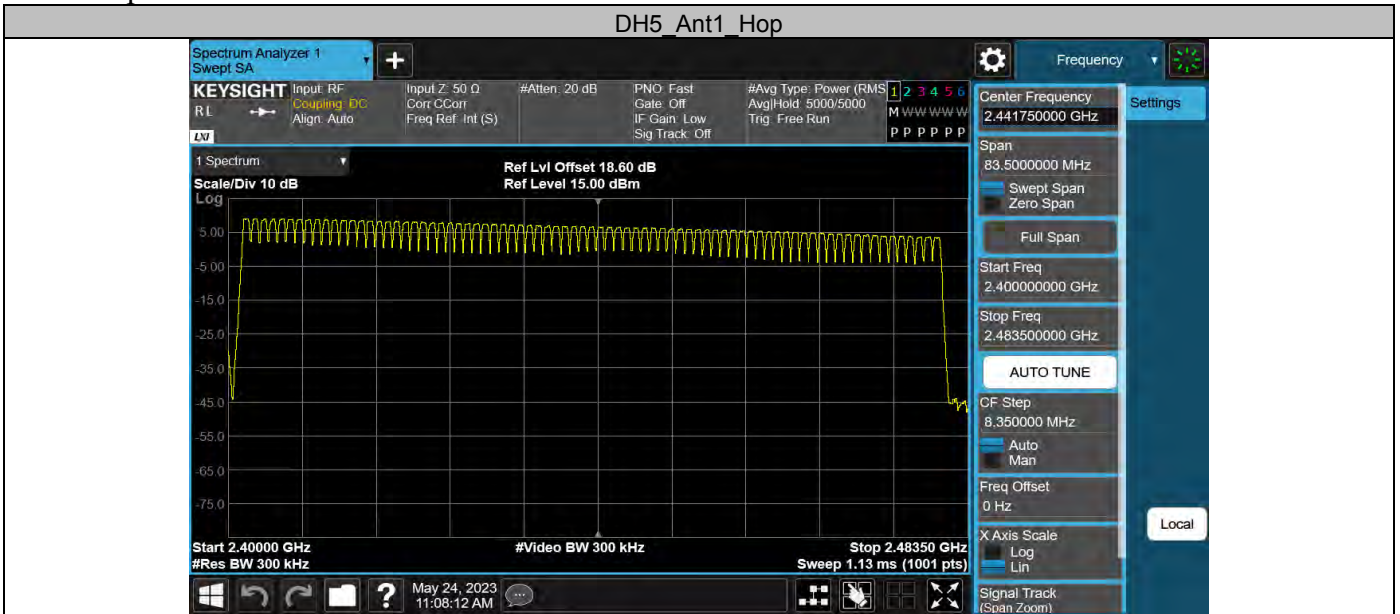 DH5_Ant1_Hop
Spectrum Analyzer 1
Swept SA
Frequency
KEYSIGHT
RL
LXI
Input: RF
Coupling: DC
Align: Auto
Input Z: 50 Ω
Corr CCorr
Freq Ref: Int (S)
#Atten: 20 dB
PNO: Fast
Gate: Off
IF Gain: Low
Sig Track: Off
#Avg Type: Power (RMS
Avg|Hold: 5000/5000
Trig: Free Run
1 2 3 4 5 6
M W W W W W
P P P P P P
1 Spectrum
Scale/Div 10 dB
Ref Lvl Offset 18.60 dB
Ref Level 15.00 dBm
Log
5.00
-5.00
-15.0
-25.0
-35.0
-45.0
-55.0
-65.0
-75.0
Start 2.40000 GHz
#Res BW 300 kHz
#Video BW 300 kHz
Stop 2.48350 GHz
Sweep 1.13 ms (1001 pts)
Center Frequency
2.441750000 GHz
Settings
Span
83.5000000 MHz
Swept Span
Zero Span
Full Span
Start Freq
2.400000000 GHz
Stop Freq
2.483500000 GHz
AUTO TUNE
CF Step
8.350000 MHz
Auto
Man
Freq Offset
0 Hz
X Axis Scale
Log
Lin
Local
Signal Track
(Span Zoom)
?
May 24, 2023
11:08:12 AM